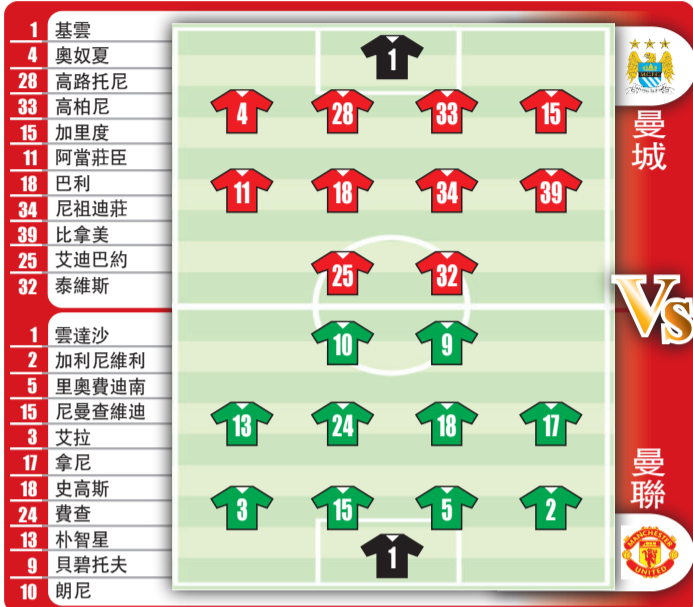 1 基雲
4 奧奴夏
28 高路托尼
33 高柏尼
15 加里度
11 阿當莊臣
18 巴利
34 尼祖迪莊
39 比拿美
25 艾迪巴約
32 泰維斯
1 雲達沙
2 加利尼維利
5 里奧費迪南
15 尼曼查維迪
3 艾拉
17 拿尼
18 史高斯
24 費查
13 朴智星
9 貝碧托夫
10 朗尼
1
4 28 33 15
11 18 34 39
25 32
10 9
13 24 18 17
3 15 5 2
1
曼城
Vs
曼聯
MANCHESTER
UNITED